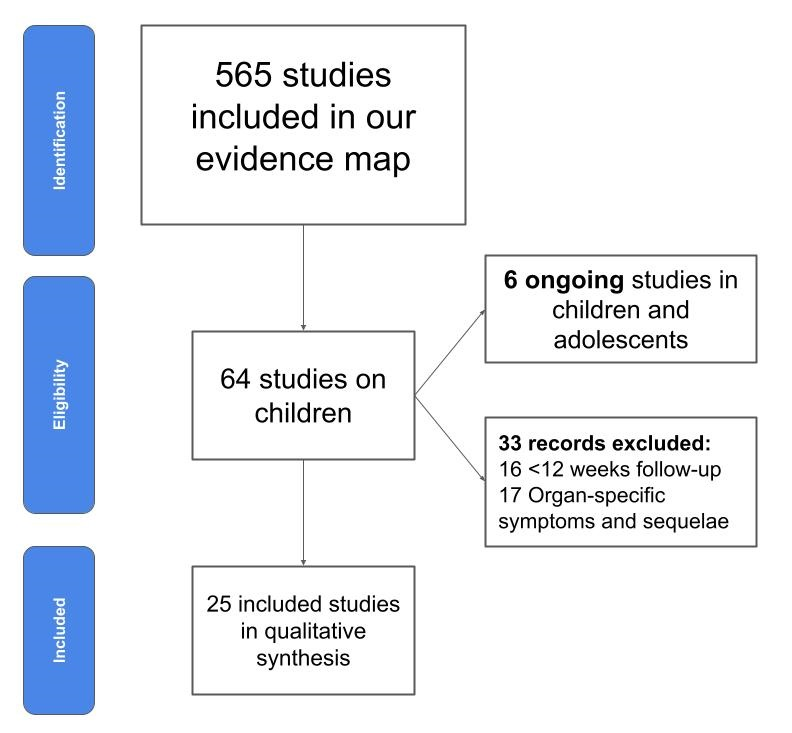 Identification
565 studies
included in our
evidence map
6 ongoing studies in
children and
adolescents
Eligibility
64 studies on
children
33 records excluded:
16 <12 weeks follow-up
17 Organ-specific
symptoms and sequelae
Included
25 included studies
in qualitative
synthesis